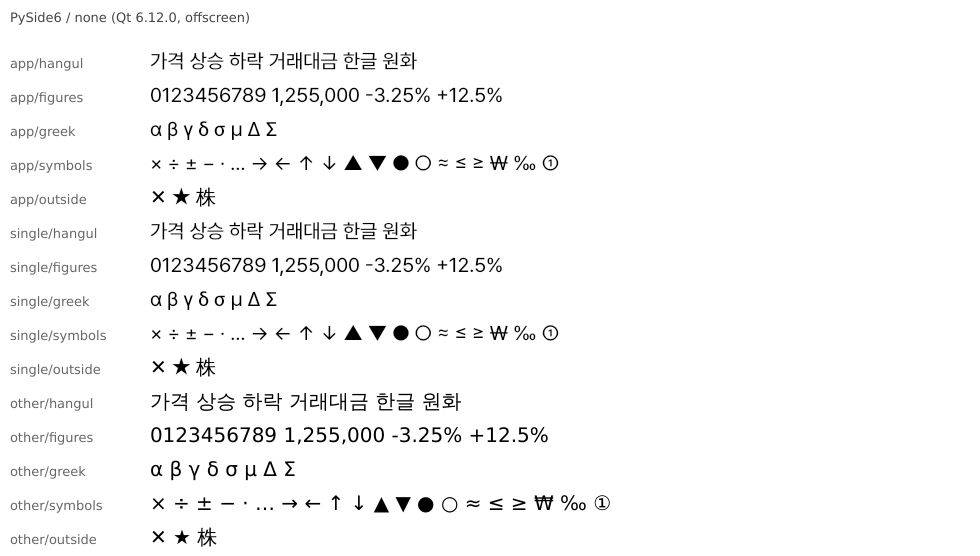 PySide6 / none (Qt 6.12.0, offscreen)
app/hangul 가격 상승 하락 거래대금 한글 원화
app/figures 0123456789 1,255,000 -3.25% +12.5%
app/greek α β γ δ σ μ Δ Σ
app/symbols × ÷ ± − · … → ← ↑ ↓ ▲ ▼ ● ○ ≈ ≤ ≥ ₩ ‰ ①
app/outside ✕ ★ 株
single/hangul 가격 상승 하락 거래대금 한글 원화
single/figures 0123456789 1,255,000 -3.25% +12.5%
single/greek α β γ δ σ μ Δ Σ
single/symbols × ÷ ± − · … → ← ↑ ↓ ▲ ▼ ● ○ ≈ ≤ ≥ ₩ ‰ ①
single/outside ✕ ★ 株
other/hangul 가격 상승 하락 거래대금 한글 원화
other/figures 0123456789 1,255,000 -3.25% +12.5%
other/greek α β γ δ σ μ Δ Σ
other/symbols × ÷ ± − · … → ← ↑ ↓ ▲ ▼ ● ○ ≈ ≤ ≥ ₩ ‰ ①
other/outside ✕ ★ 株